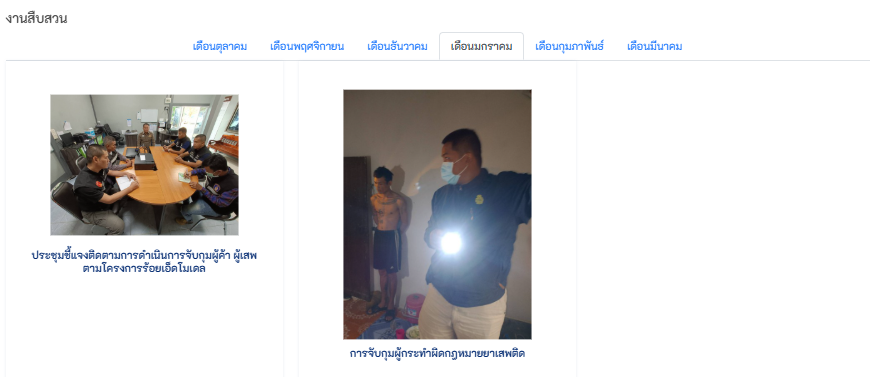 งานสืบสวน
เดือนตุลาคม เดือนพฤศจิกายน เดือนธันวาคม เดือนมกราคม เดือนกุมภาพันธ์ เดือนมีนาคม
ประชุมชี้แจงติดตามการดำเนินการจับกุมผู้ค้า ผู้เสพ
ตามโครงการร้อยเอ็ดโมเดล
การจับกุมผู้กระทำผิดกฎหมายยาเสพติด